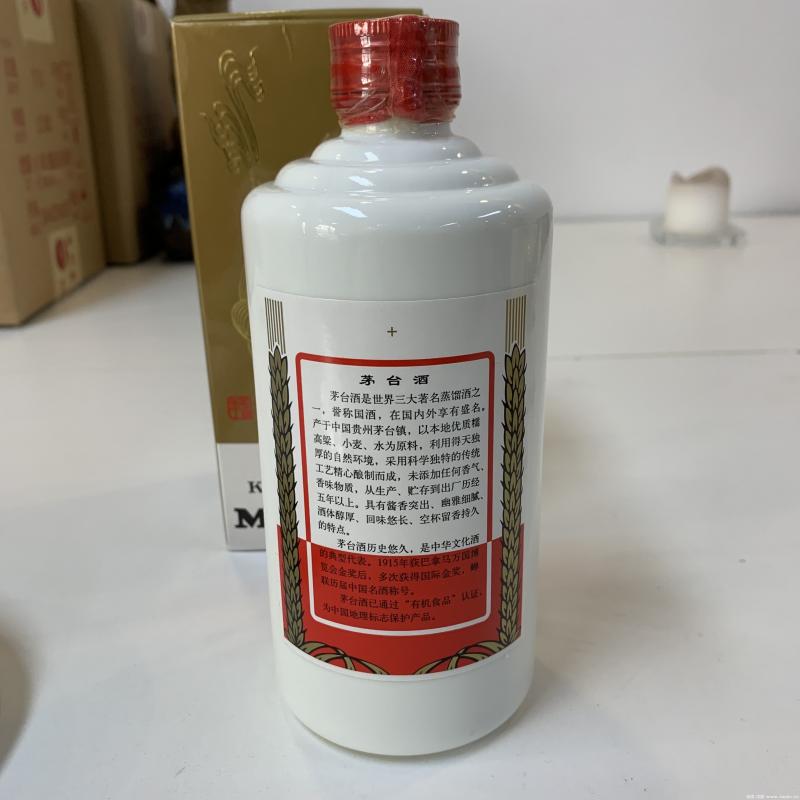 茅台酒
茅台酒是世界三大著名蒸馏酒之
一，誉称国酒，在国内外享有盛名。
产于中国贵州茅台镇，以本地优质糯
高粱、小麦、水为原料，利用得天独
厚的自然环境，采用科学独特的传统
工艺精心酿制而成，未添加任何香气、
香味物质，从生产、贮存到出厂历经
五年以上。具有酱香突出、幽雅细腻、
酒体醇厚、回味悠长、空杯留香持久
的特点。
茅台酒历史悠久，是中华文化酒
的典型代表。1915年获巴拿马万国博
览会金奖后，多次获得国际金奖，蝉
联历届中国名酒称号。
茅台酒已通过“有机食品”认证，
为中国地理标志保护产品。
K
M